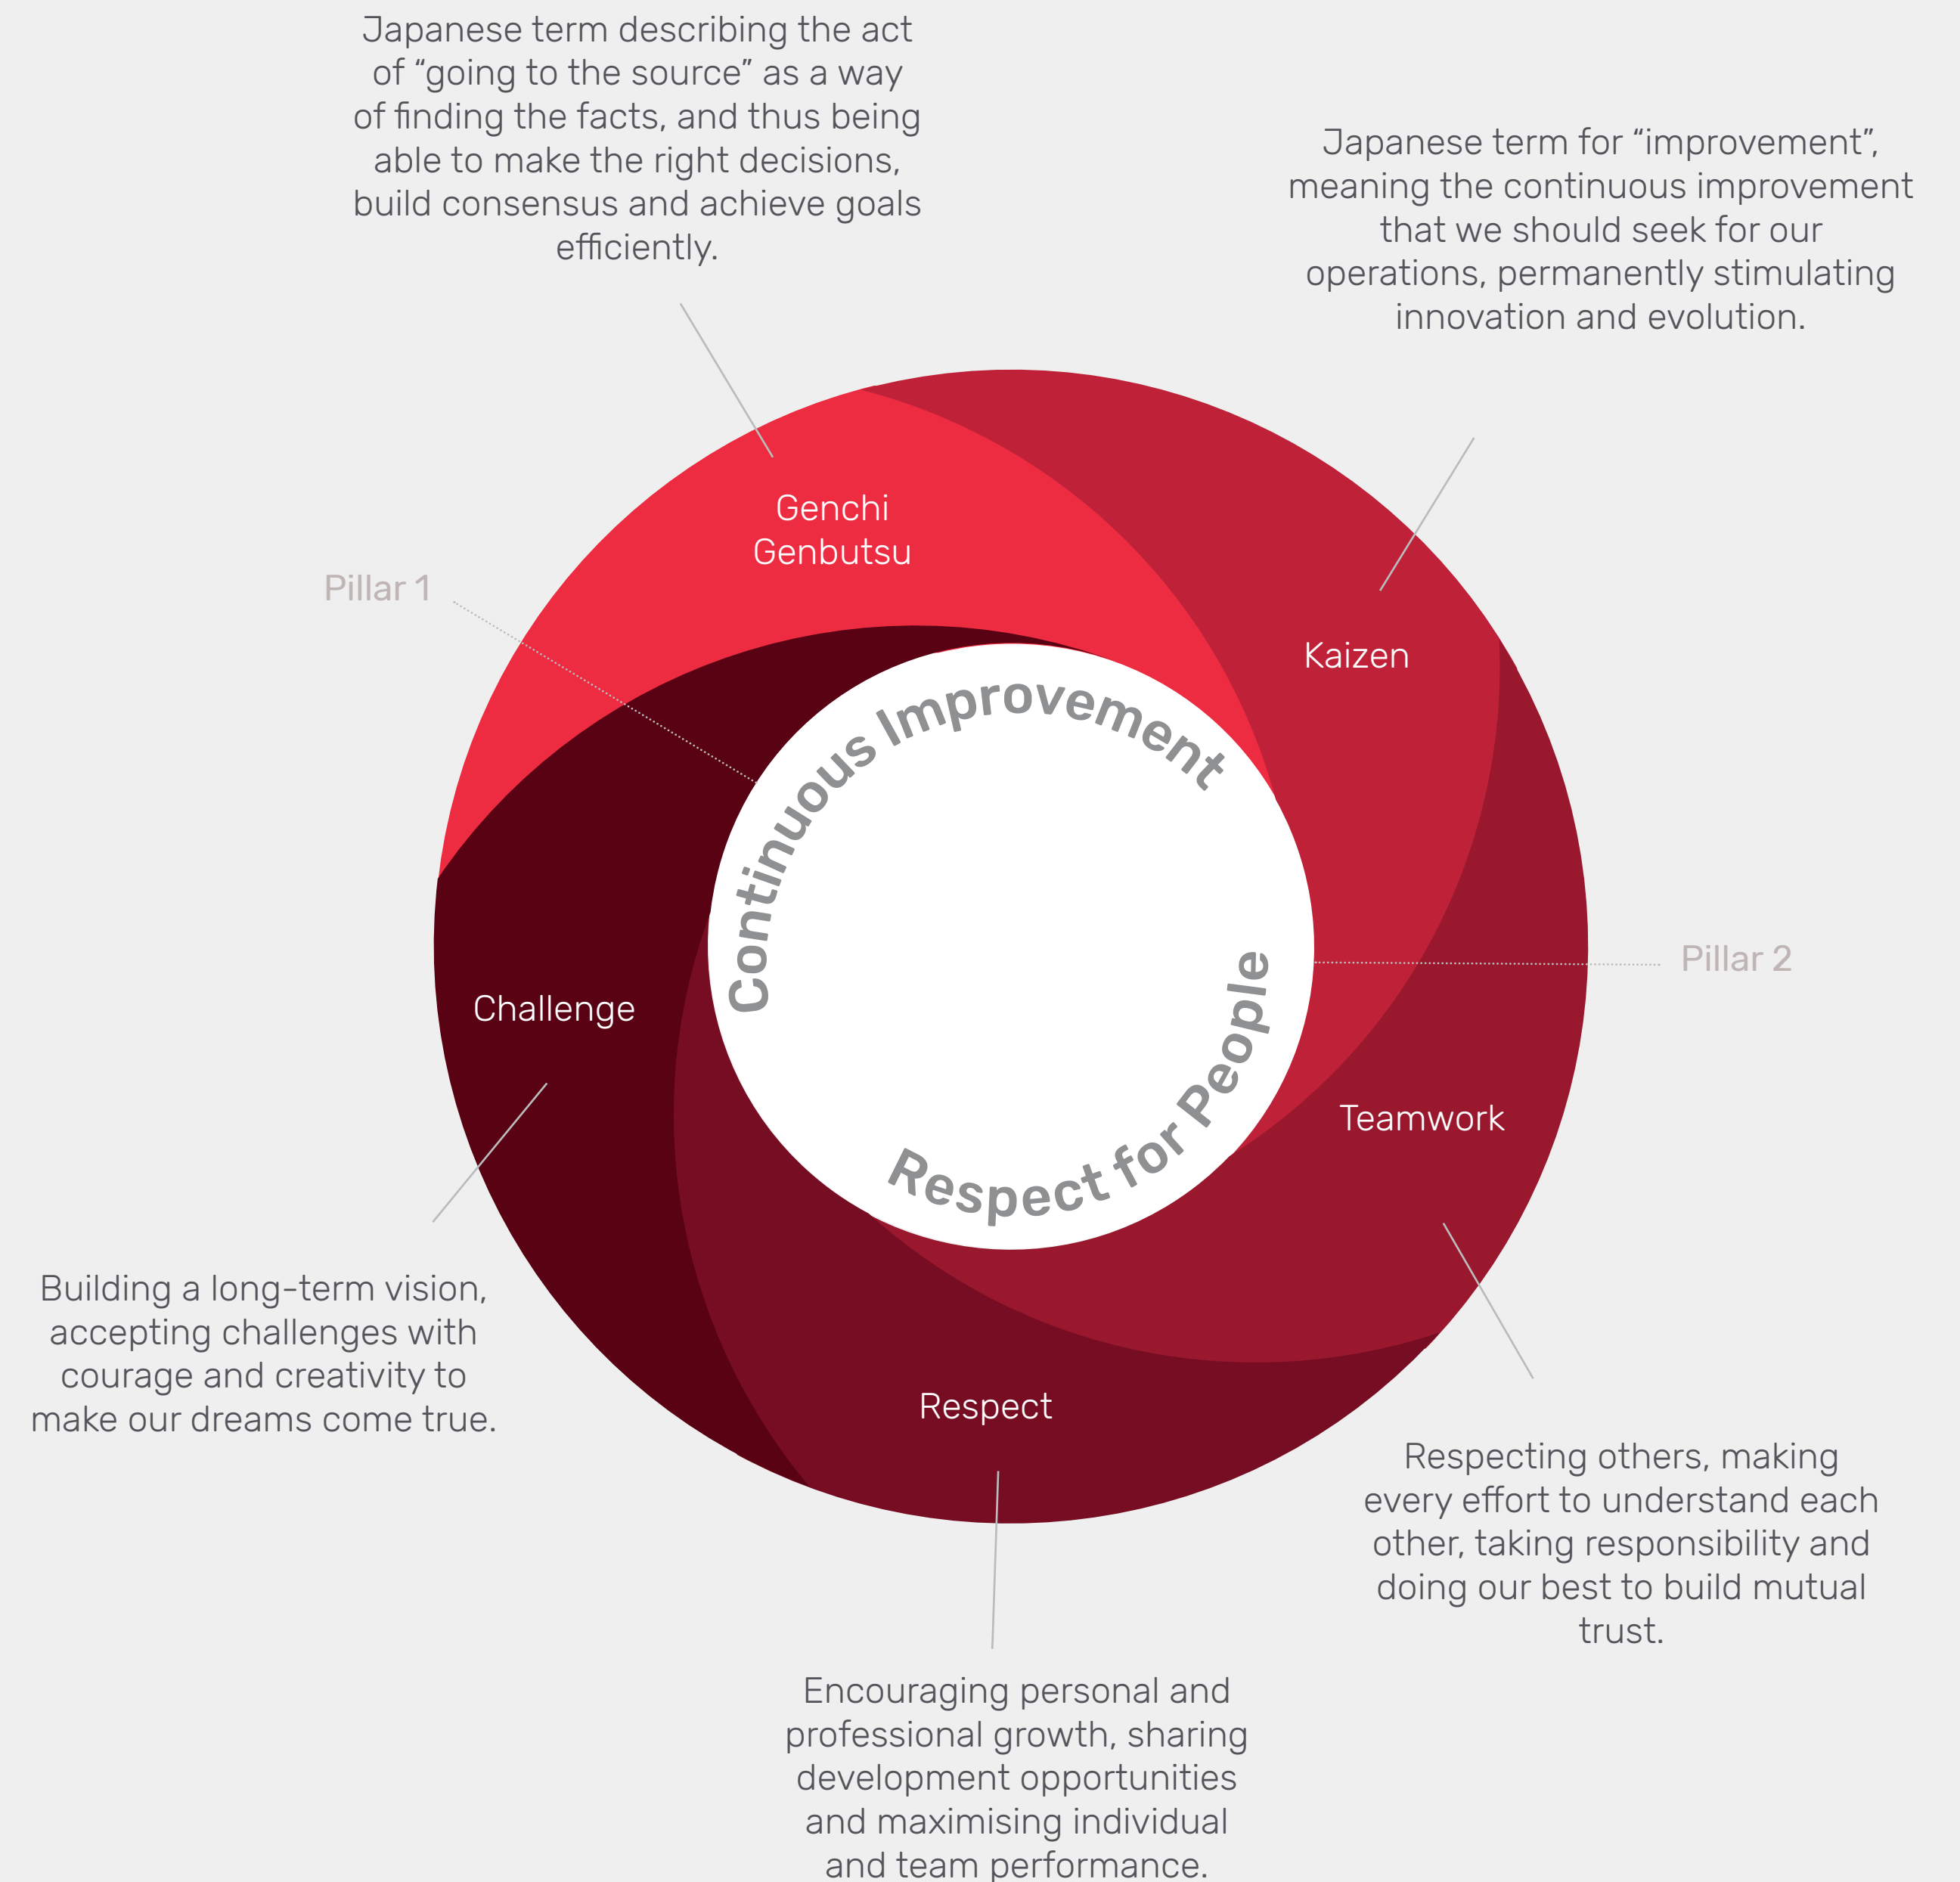 Japanese term describing the act
of “going to the source” as a way
of finding the facts, and thus being
able to make the right decisions,
build consensus and achieve goals
efficiently.
Japanese term for “improvement”,
meaning the continuous improvement
that we should seek for our
operations, permanently stimulating
innovation and evolution.
Genchi
Genbutsu
Pillar 1
Kaizen
Continuous Improvement
Respect for People
Pillar 2
Challenge
Teamwork
Building a long-term vision,
accepting challenges with
courage and creativity to
make our dreams come true.
Respect
Respecting others, making
every effort to understand each
other, taking responsibility and
doing our best to build mutual
trust.
Encouraging personal and
professional growth, sharing
development opportunities
and maximising individual
and team performance.